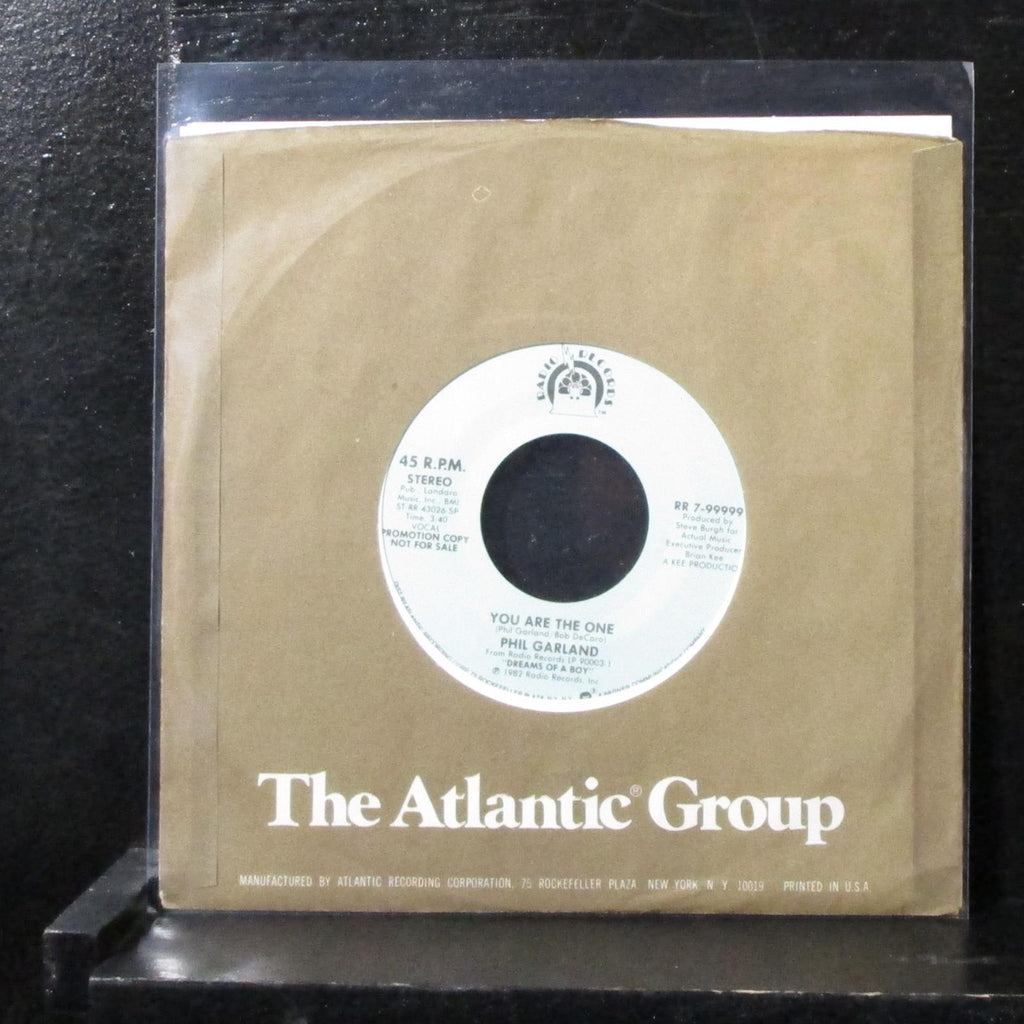 RADIO RECORDS
TM
45 R.P.M.
STEREO
Pub., Landaro
Music, Inc., BMI
ST-RR-43026-SP
Time: 3:40
VOCAL
PROMOTION COPY
NOT FOR SALE
RR 7-99999
Produced by
Steve Burgh for
Actual Music
Executive Producer
Brian Kee
A KEE PRODUCTIO
YOU ARE THE ONE
(Phil Garland/Bob DeCaro)
PHIL GARLAND
From Radio Records LP 90003-1
"DREAMS OF A BOY"
℗ 1982 Radio Records, Inc.
The Atlantic® Group
MANUFACTURED BY ATLANTIC RECORDING CORPORATION, 75 ROCKEFELLER PLAZA, NEW YORK, N.Y. 10019 PRINTED IN U.S.A.